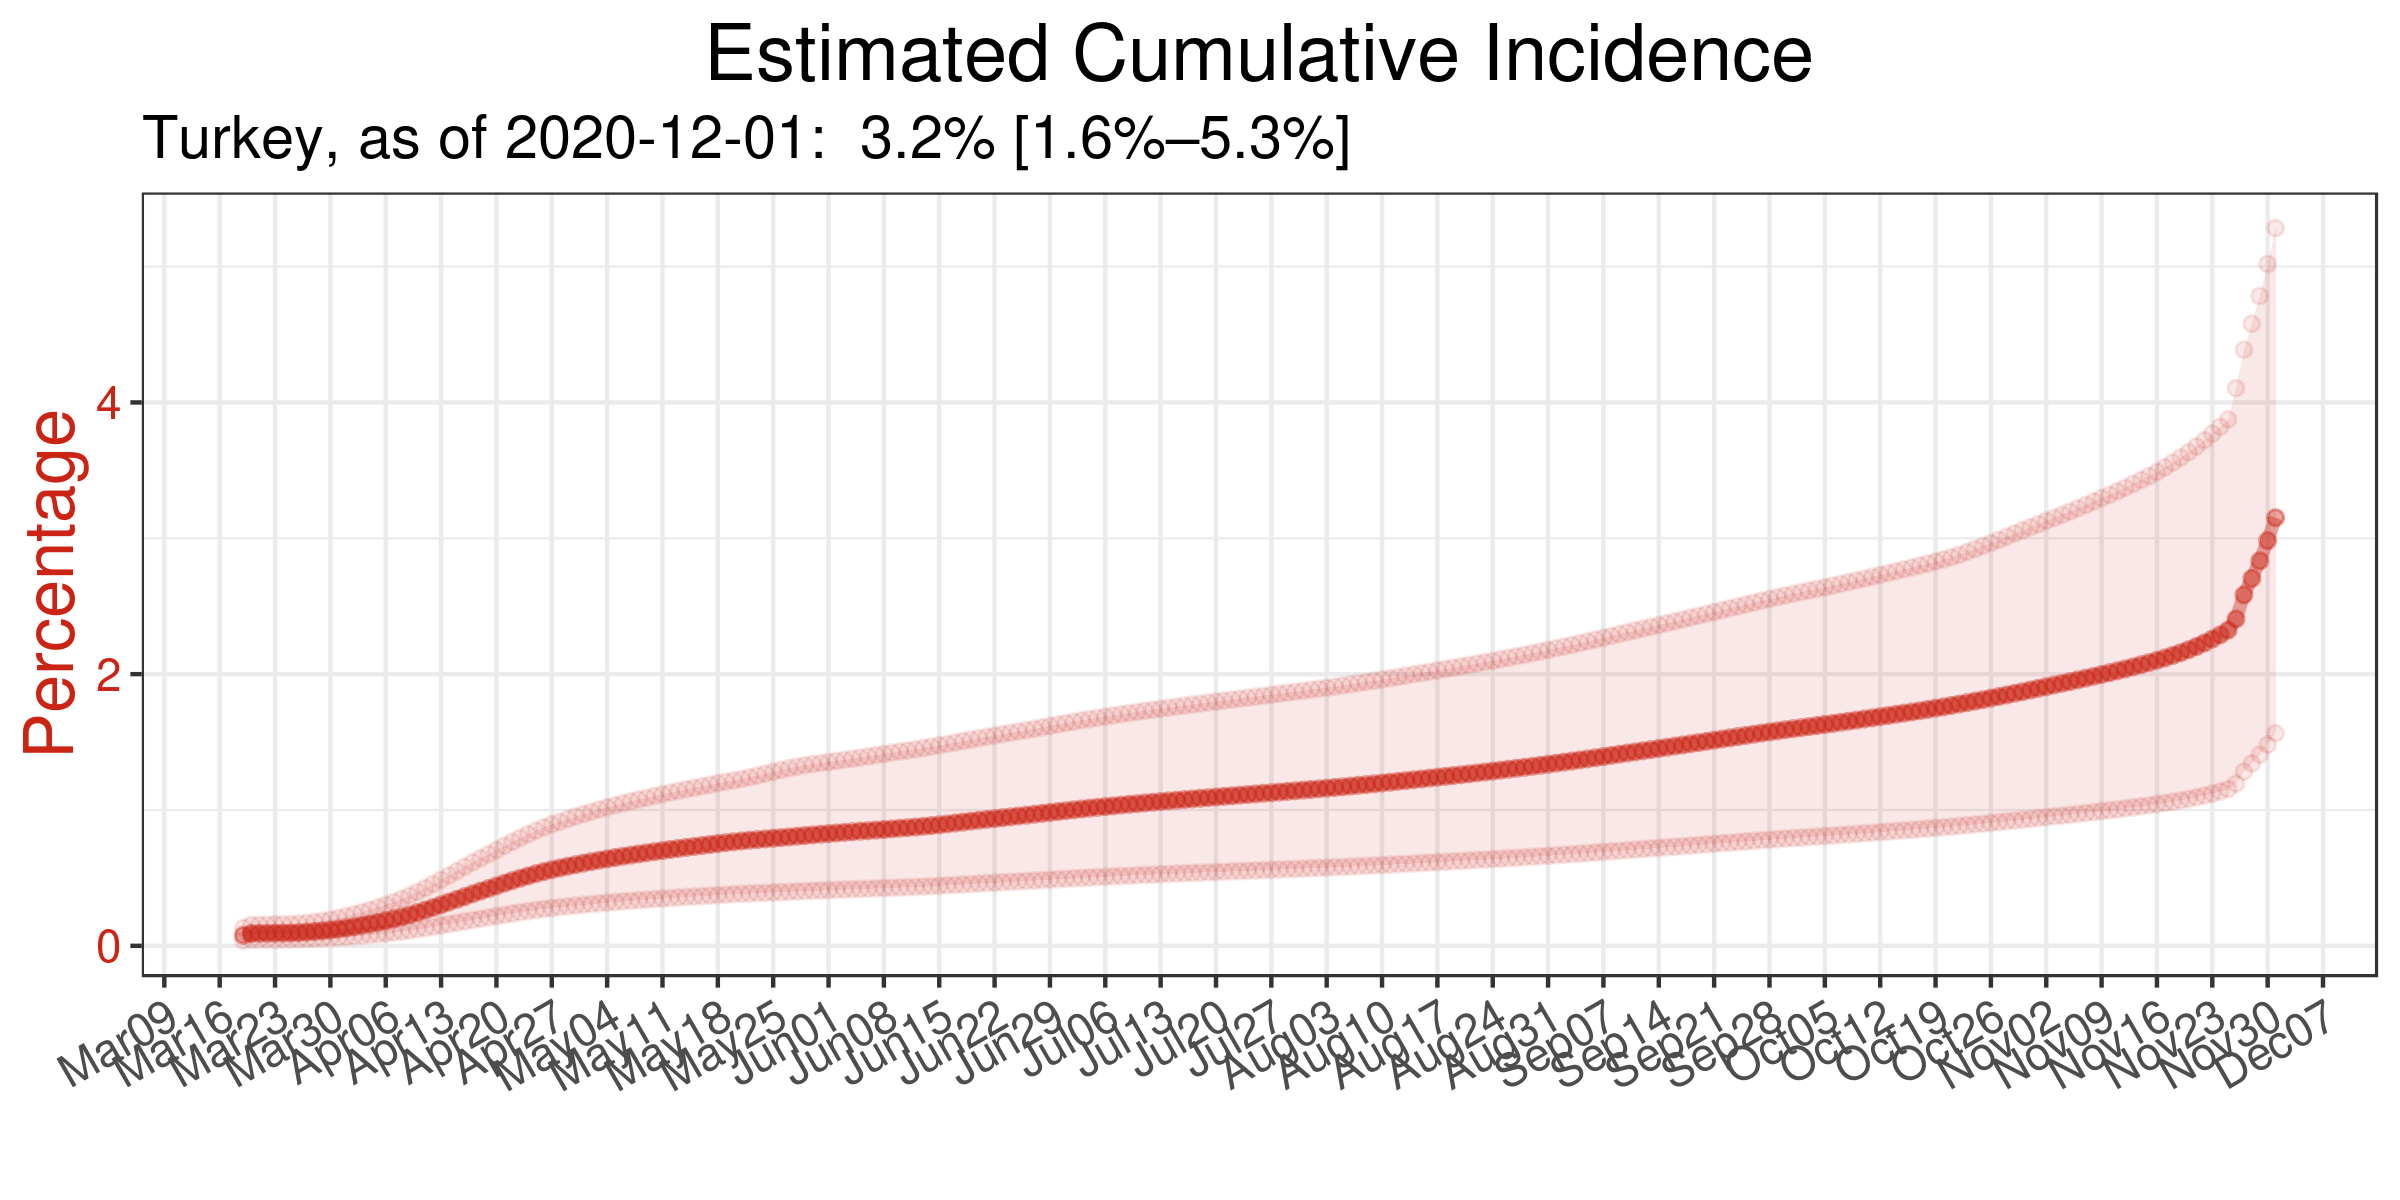 Estimated Cumulative Incidence
Turkey, as of 2020-12-01:  3.2% [1.6%–5.3%]
Percentage
4
2
0
Mar09
Mar16
Mar23
Mar30
Apr06
Apr13
Apr20
Apr27
May04
May11
May18
May25
Jun01
Jun08
Jun15
Jun22
Jun29
Jul06
Jul13
Jul20
Jul27
Aug03
Aug10
Aug17
Aug24
Aug31
Sep07
Sep14
Sep21
Sep28
Oct05
Oct12
Oct19
Oct26
Nov02
Nov09
Nov16
Nov23
Nov30
Dec07